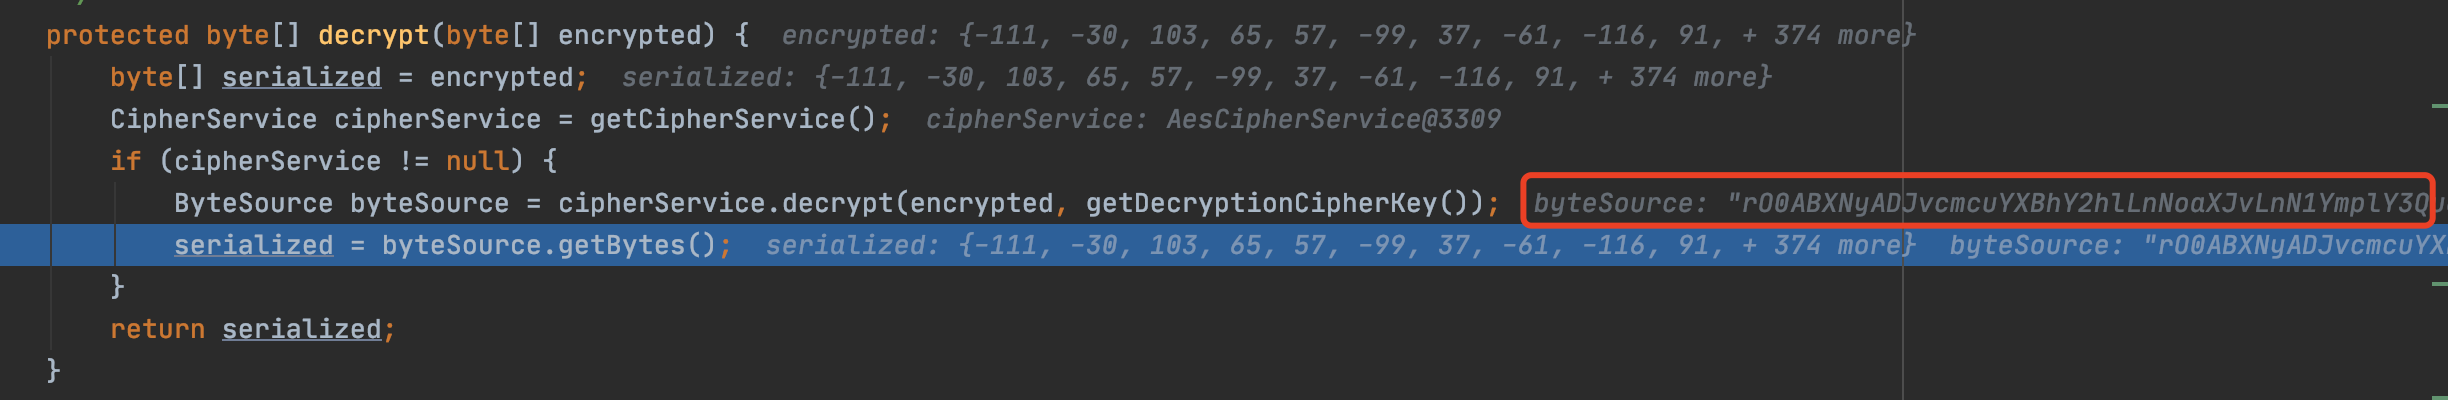 protected byte[] decrypt(byte[] encrypted) { encrypted: {-111, -30, 103, 65, 57, -99, 37, -61, -116, 91, + 374 more}
byte[] serialized = encrypted; serialized: {-111, -30, 103, 65, 57, -99, 37, -61, -116, 91, + 374 more}
CipherService cipherService = getCipherService(); cipherService: AesCipherService@3309
if (cipherService != null) {
ByteSource byteSource = cipherService.decrypt(encrypted, getDecryptionCipherKey()); byteSource: "rO0ABXNyADJvcmcuYXBhY2hlLnNoaXJvLnN1YmplY3Qu
serialized = byteSource.getBytes(); serialized: {-111, -30, 103, 65, 57, -99, 37, -61, -116, 91, + 374 more} byteSource: "rO0ABXNyADJvcmcuYX
}
return serialized;
}